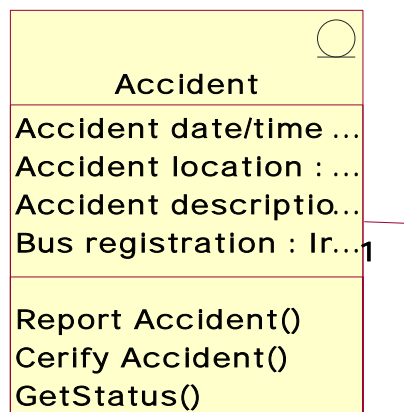 Accident
Accident date/time ...
Accident location : ...
Accident descriptio...
Bus registration : Ir...
1
Report Accident()
Cerify Accident()
GetStatus()